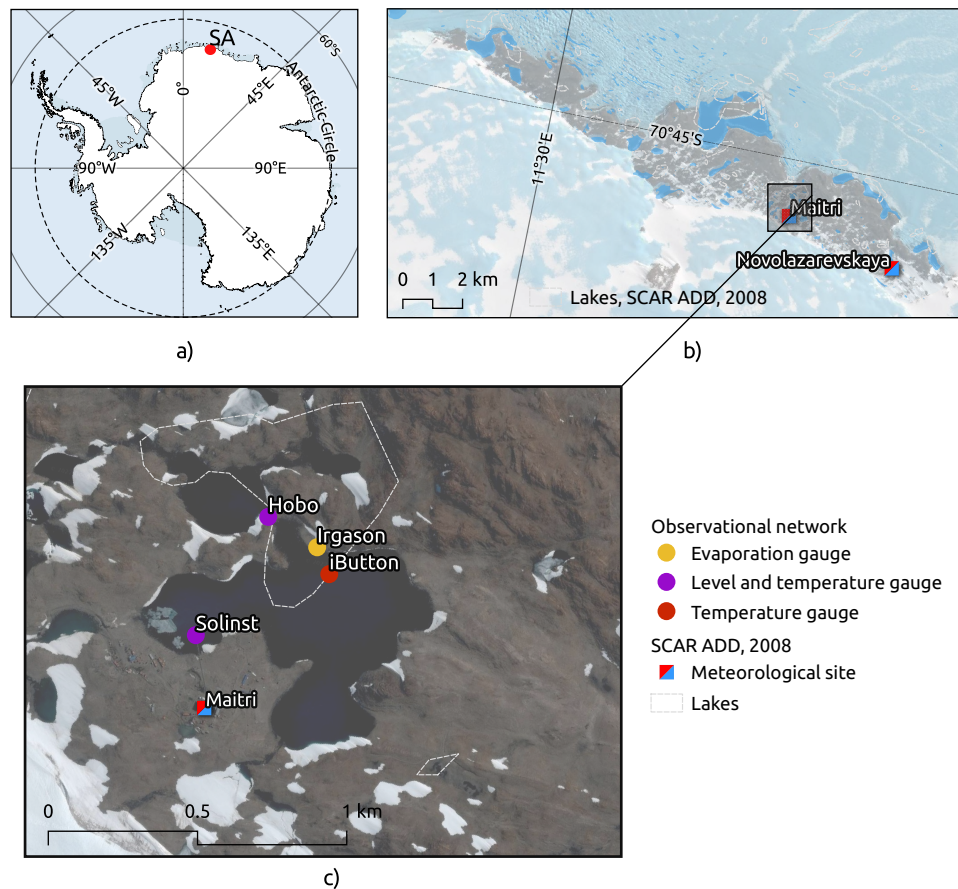 SA
60°S
45°W
0°
45°E
Antarctic Circle
90°W
90°E
135°W
135°E
a)
11°30'E
70°45'S
Maitri
Novolazarevskaya
0 1 2 km
Lakes, SCAR ADD, 2008
b)
Hobo
Irgason
iButton
Solinst
Maitri
0 0.5 1 km
c)
Observational network
Evaporation gauge
Level and temperature gauge
Temperature gauge
SCAR ADD, 2008
Meteorological site
Lakes